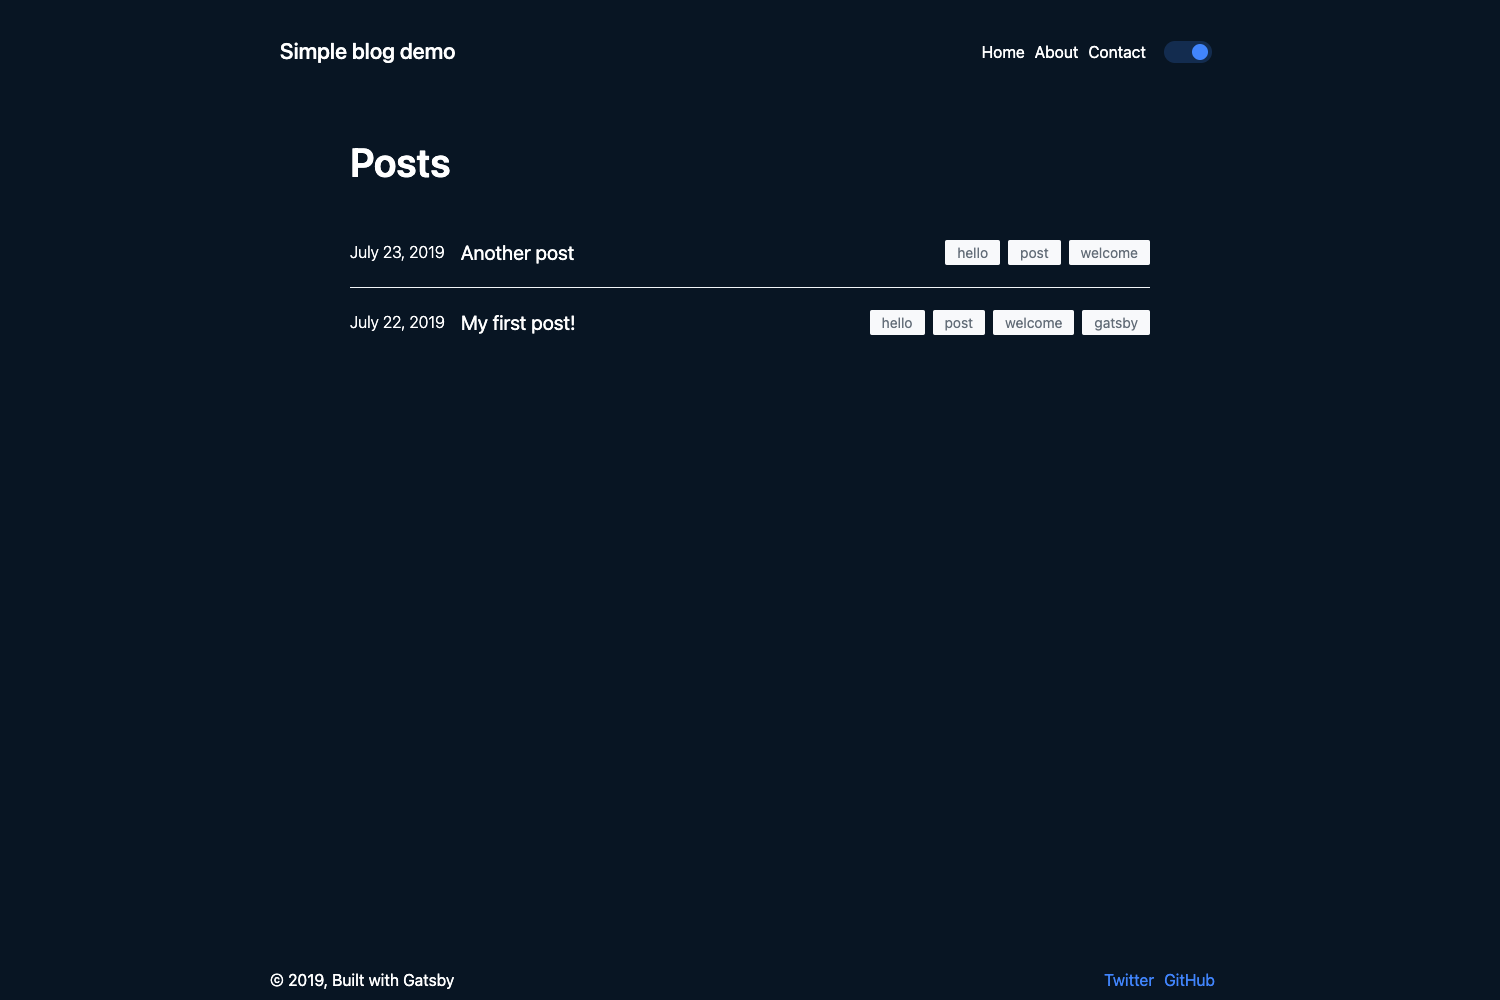 Simple blog demo Home About Contact
Posts
July 23, 2019 Another post hello post welcome
July 22, 2019 My first post! hello post welcome gatsby
© 2019, Built with Gatsby Twitter GitHub